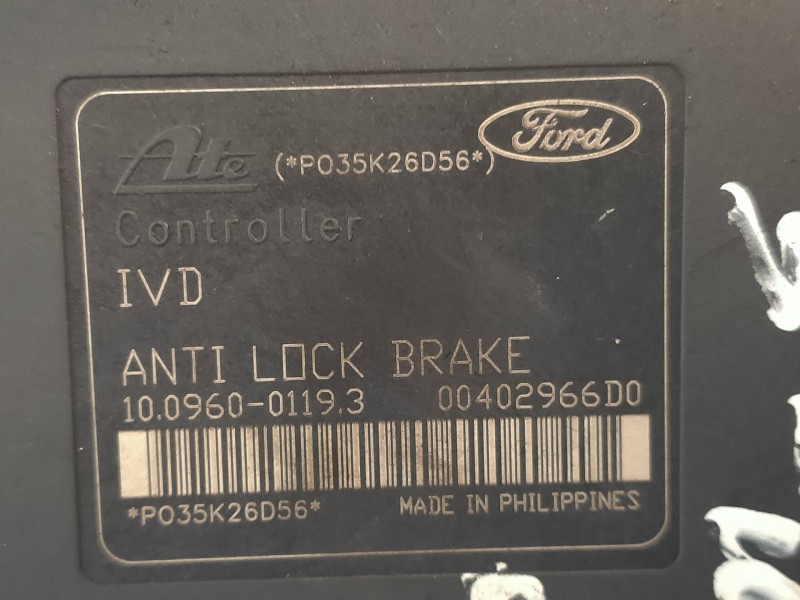 Ate (*P035K26D56*) Ford
Controller
IVD
ANTI LOCK BRAKE
10.0960-0119.3 00402966D0
*P035K26D56* MADE IN PHILIPPINES